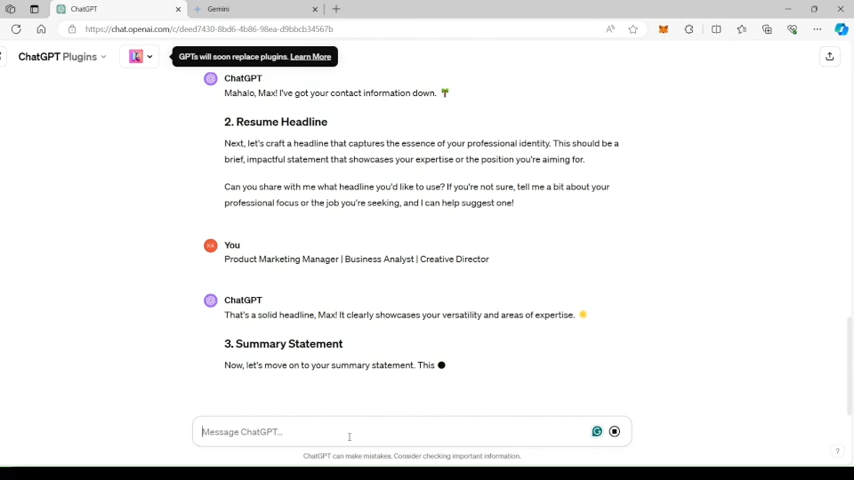 ChatGPT
Gemini
https://chat.openai.com/c/deed7430-8bd6-4b86-98ea-d9bbcb34567b
ChatGPT Plugins
GPTs will soon replace plugins. Learn More
ChatGPT
Mahalo, Max! I've got your contact information down. 🌴
2. Resume Headline
Next, let's craft a headline that captures the essence of your professional identity. This should be a
brief, impactful statement that showcases your expertise or the position you're aiming for.
Can you share with me what headline you'd like to use? If you're not sure, tell me a bit about your
professional focus or the job you're seeking, and I can help suggest one!
You
Product Marketing Manager | Business Analyst | Creative Director
ChatGPT
That's a solid headline, Max! It clearly showcases your versatility and areas of expertise. ☀️
3. Summary Statement
Now, let's move on to your summary statement. This
Message ChatGPT...
ChatGPT can make mistakes. Consider checking important information.
?